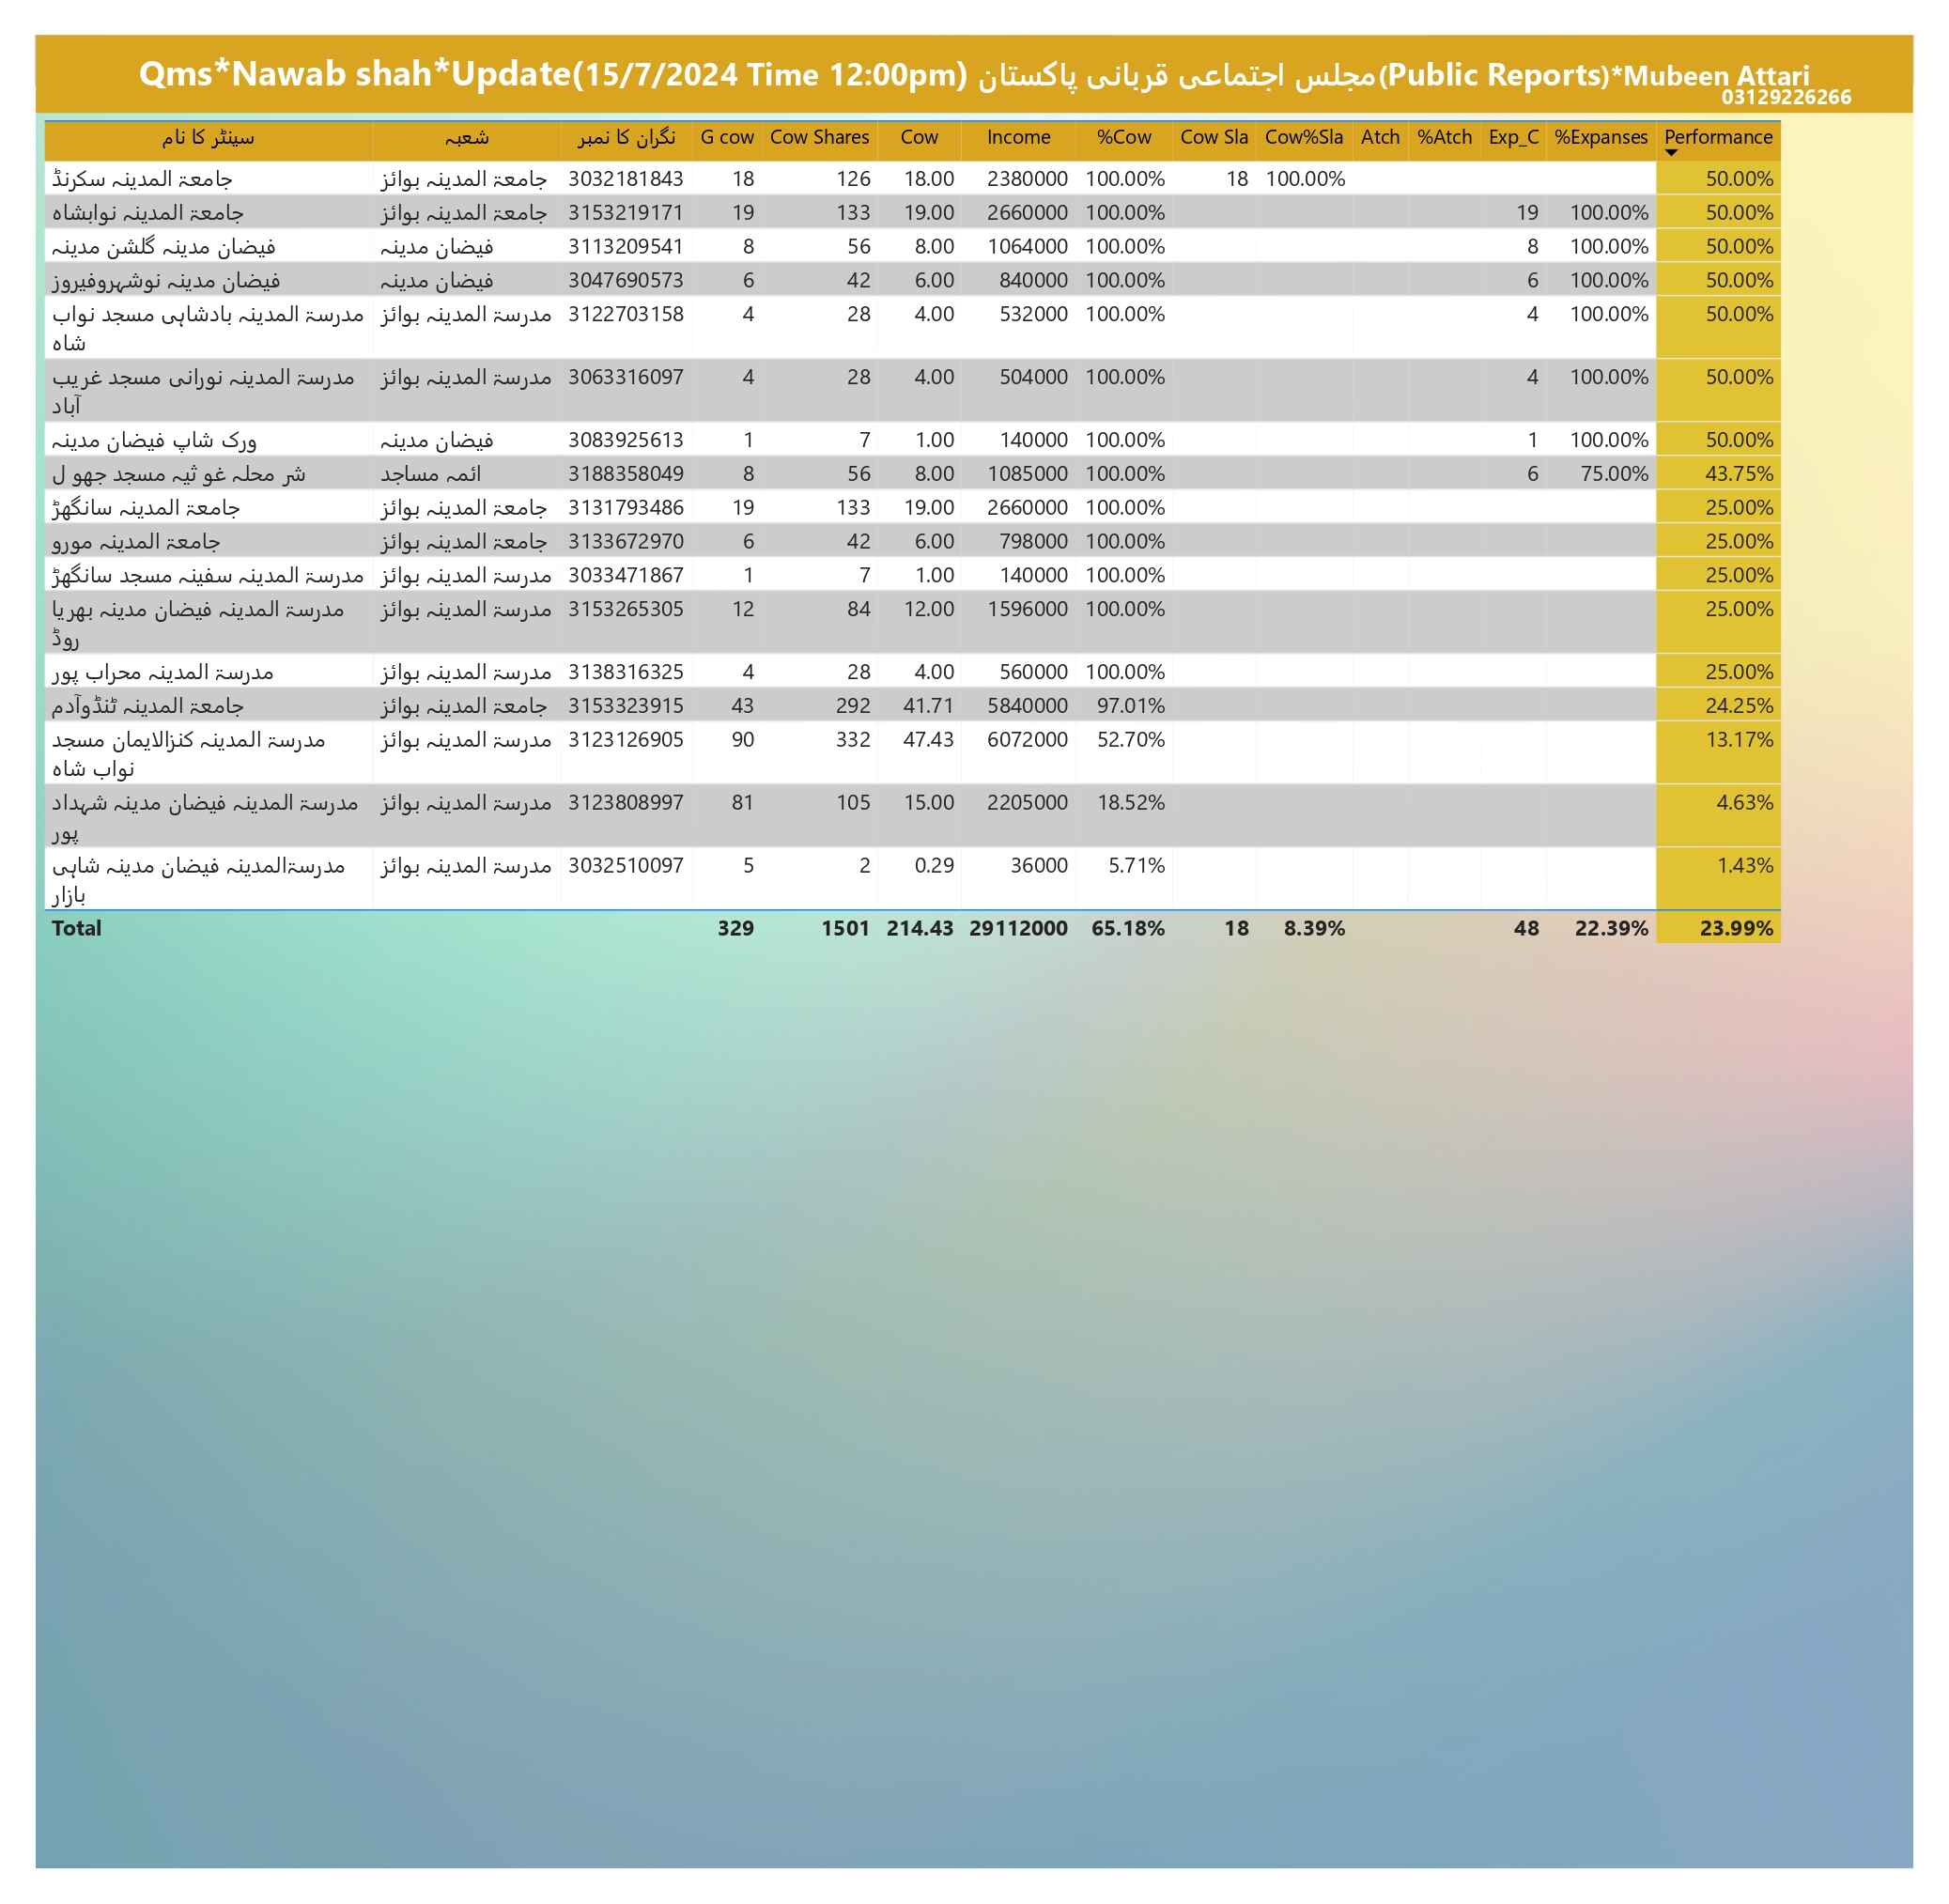 Qms*Nawab shah*Update(15/7/2024 Time 12:00pm) مجلس اجتماعی قربانی پاکستان(Public Reports)*Mubeen Attari
03129226266
سینٹر کا نام شعبہ نگران کا نمبر G cow Cow Shares Cow Income %Cow Cow Sla Cow%Sla Atch %Atch Exp_C %Expanses Performance
جامعۃ المدینہ سکرنڈ جامعۃ المدینہ بوائز 3032181843 18 126 18.00 2380000 100.00% 18 100.00% 50.00%
جامعۃ المدینہ نوابشاہ جامعۃ المدینہ بوائز 3153219171 19 133 19.00 2660000 100.00% 19 100.00% 50.00%
فیضان مدینہ گلشن مدینہ فیضان مدینہ 3113209541 8 56 8.00 1064000 100.00% 8 100.00% 50.00%
فیضان مدینہ نوشہروفیروز فیضان مدینہ 3047690573 6 42 6.00 840000 100.00% 6 100.00% 50.00%
مدرسۃ المدینہ بادشاہی مسجد نواب مدرسۃ المدینہ بوائز 3122703158 4 28 4.00 532000 100.00% 4 100.00% 50.00%
شاہ
مدرسۃ المدینہ نورانی مسجد غریب مدرسۃ المدینہ بوائز 3063316097 4 28 4.00 504000 100.00% 4 100.00% 50.00%
آباد
ورک شاپ فیضان مدینہ فیضان مدینہ 3083925613 1 7 1.00 140000 100.00% 1 100.00% 50.00%
شر محلہ غو ثیہ مسجد جھو ل ائمہ مساجد 3188358049 8 56 8.00 1085000 100.00% 6 75.00% 43.75%
جامعۃ المدینہ سانگھڑ جامعۃ المدینہ بوائز 3131793486 19 133 19.00 2660000 100.00% 25.00%
جامعۃ المدینہ مورو جامعۃ المدینہ بوائز 3133672970 6 42 6.00 798000 100.00% 25.00%
مدرسۃ المدینہ سفینہ مسجد سانگھڑ مدرسۃ المدینہ بوائز 3033471867 1 7 1.00 140000 100.00% 25.00%
مدرسۃ المدینہ فیضان مدینہ بھریا مدرسۃ المدینہ بوائز 3153265305 12 84 12.00 1596000 100.00% 25.00%
روڈ
مدرسۃ المدینہ محراب پور مدرسۃ المدینہ بوائز 3138316325 4 28 4.00 560000 100.00% 25.00%
جامعۃ المدینہ ٹنڈوآدم جامعۃ المدینہ بوائز 3153323915 43 292 41.71 5840000 97.01% 24.25%
مدرسۃ المدینہ کنزالایمان مسجد مدرسۃ المدینہ بوائز 3123126905 90 332 47.43 6072000 52.70% 13.17%
نواب شاہ
مدرسۃ المدینہ فیضان مدینہ شہداد مدرسۃ المدینہ بوائز 3123808997 81 105 15.00 2205000 18.52% 4.63%
پور
مدرسۃالمدینہ فیضان مدینہ شاہی مدرسۃ المدینہ بوائز 3032510097 5 2 0.29 36000 5.71% 1.43%
بازار
Total 329 1501 214.43 29112000 65.18% 18 8.39% 48 22.39% 23.99%